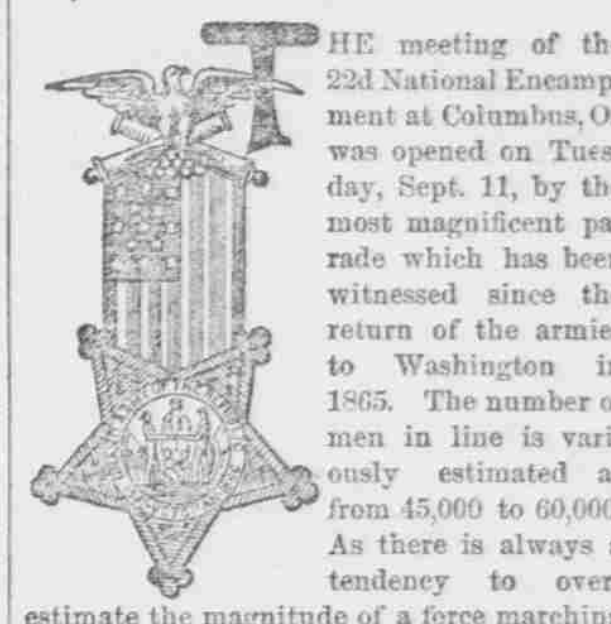 THE meeting of th
22d National Encamp
ment at Columbus, O
was opened on Tues
day, Sept. 11, by th
most magnificent pa
rade which has been
witnessed since th
return of the armie
to Washington in
1865. The number o
men in line is vari
ously estimated a
from 45,000 to 60,000
As there is always a
tendency to over
estimate the magnitude of a force marching